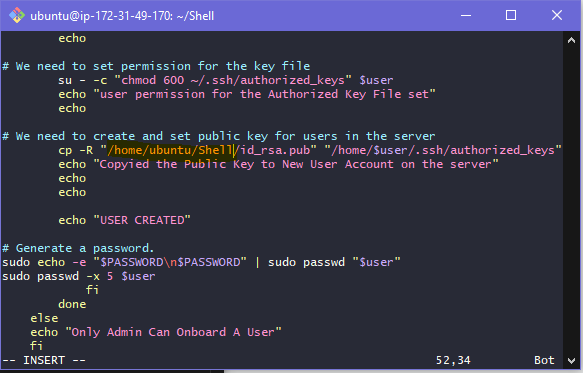 ubuntu@ip-172-31-49-170: ~/Shell
echo
# We need to set permission for the key file
su - -c "chmod 600 ~/.ssh/authorized_keys" $user
echo "user permission for the Authorized Key File set"
echo
# We need to create and set public key for users in the server
cp -R "/home/ubuntu/Shell/id_rsa.pub" "/home/$user/.ssh/authorized_keys"
echo "Copyied the Public Key to New User Account on the server"
echo
echo
echo "USER CREATED"
# Generate a password.
sudo echo -e "$PASSWORD\n$PASSWORD" | sudo passwd "$user"
sudo passwd -x 5 $user
fi
done
else
echo "Only Admin Can Onboard A User"
fi
-- INSERT -- 52,34 Bot